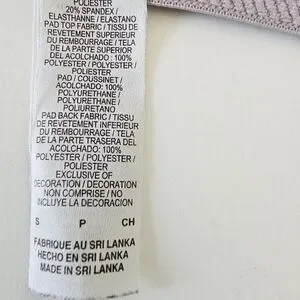 POLIESTER
20% SPANDEX /
ELASTHANNE / ELASTANO
PAD TOP FABRIC / TISSU DE
REVETEMENT SUPERIEUR
DU REMBOURRAGE / TELA
DE LA PARTE SUPERIOR
DEL ACOLCHADO: 100%
POLYESTER / POLYESTER /
POLIESTER
PAD / COUSSINET /
ACOLCHADO: 100%
POLYURETHANE /
POLYURETHANE /
POLIURETANO
PAD BACK FABRIC / TISSU
DE REVETEMENT INFERIEUR
DU REMBOURRAGE / TELA
DE LA PARTE TRASERA DEL
ACOLCHADO: 100%
POLYESTER / POLYESTER /
POLIESTER
EXCLUSIVE OF
DECORATION / DECORATION
NON COMPRISE / NO
INCLUYE LA DECORACION
S P CH
FABRIQUE AU SRI LANKA
HECHO EN SRI LANKA
MADE IN SRI LANKA